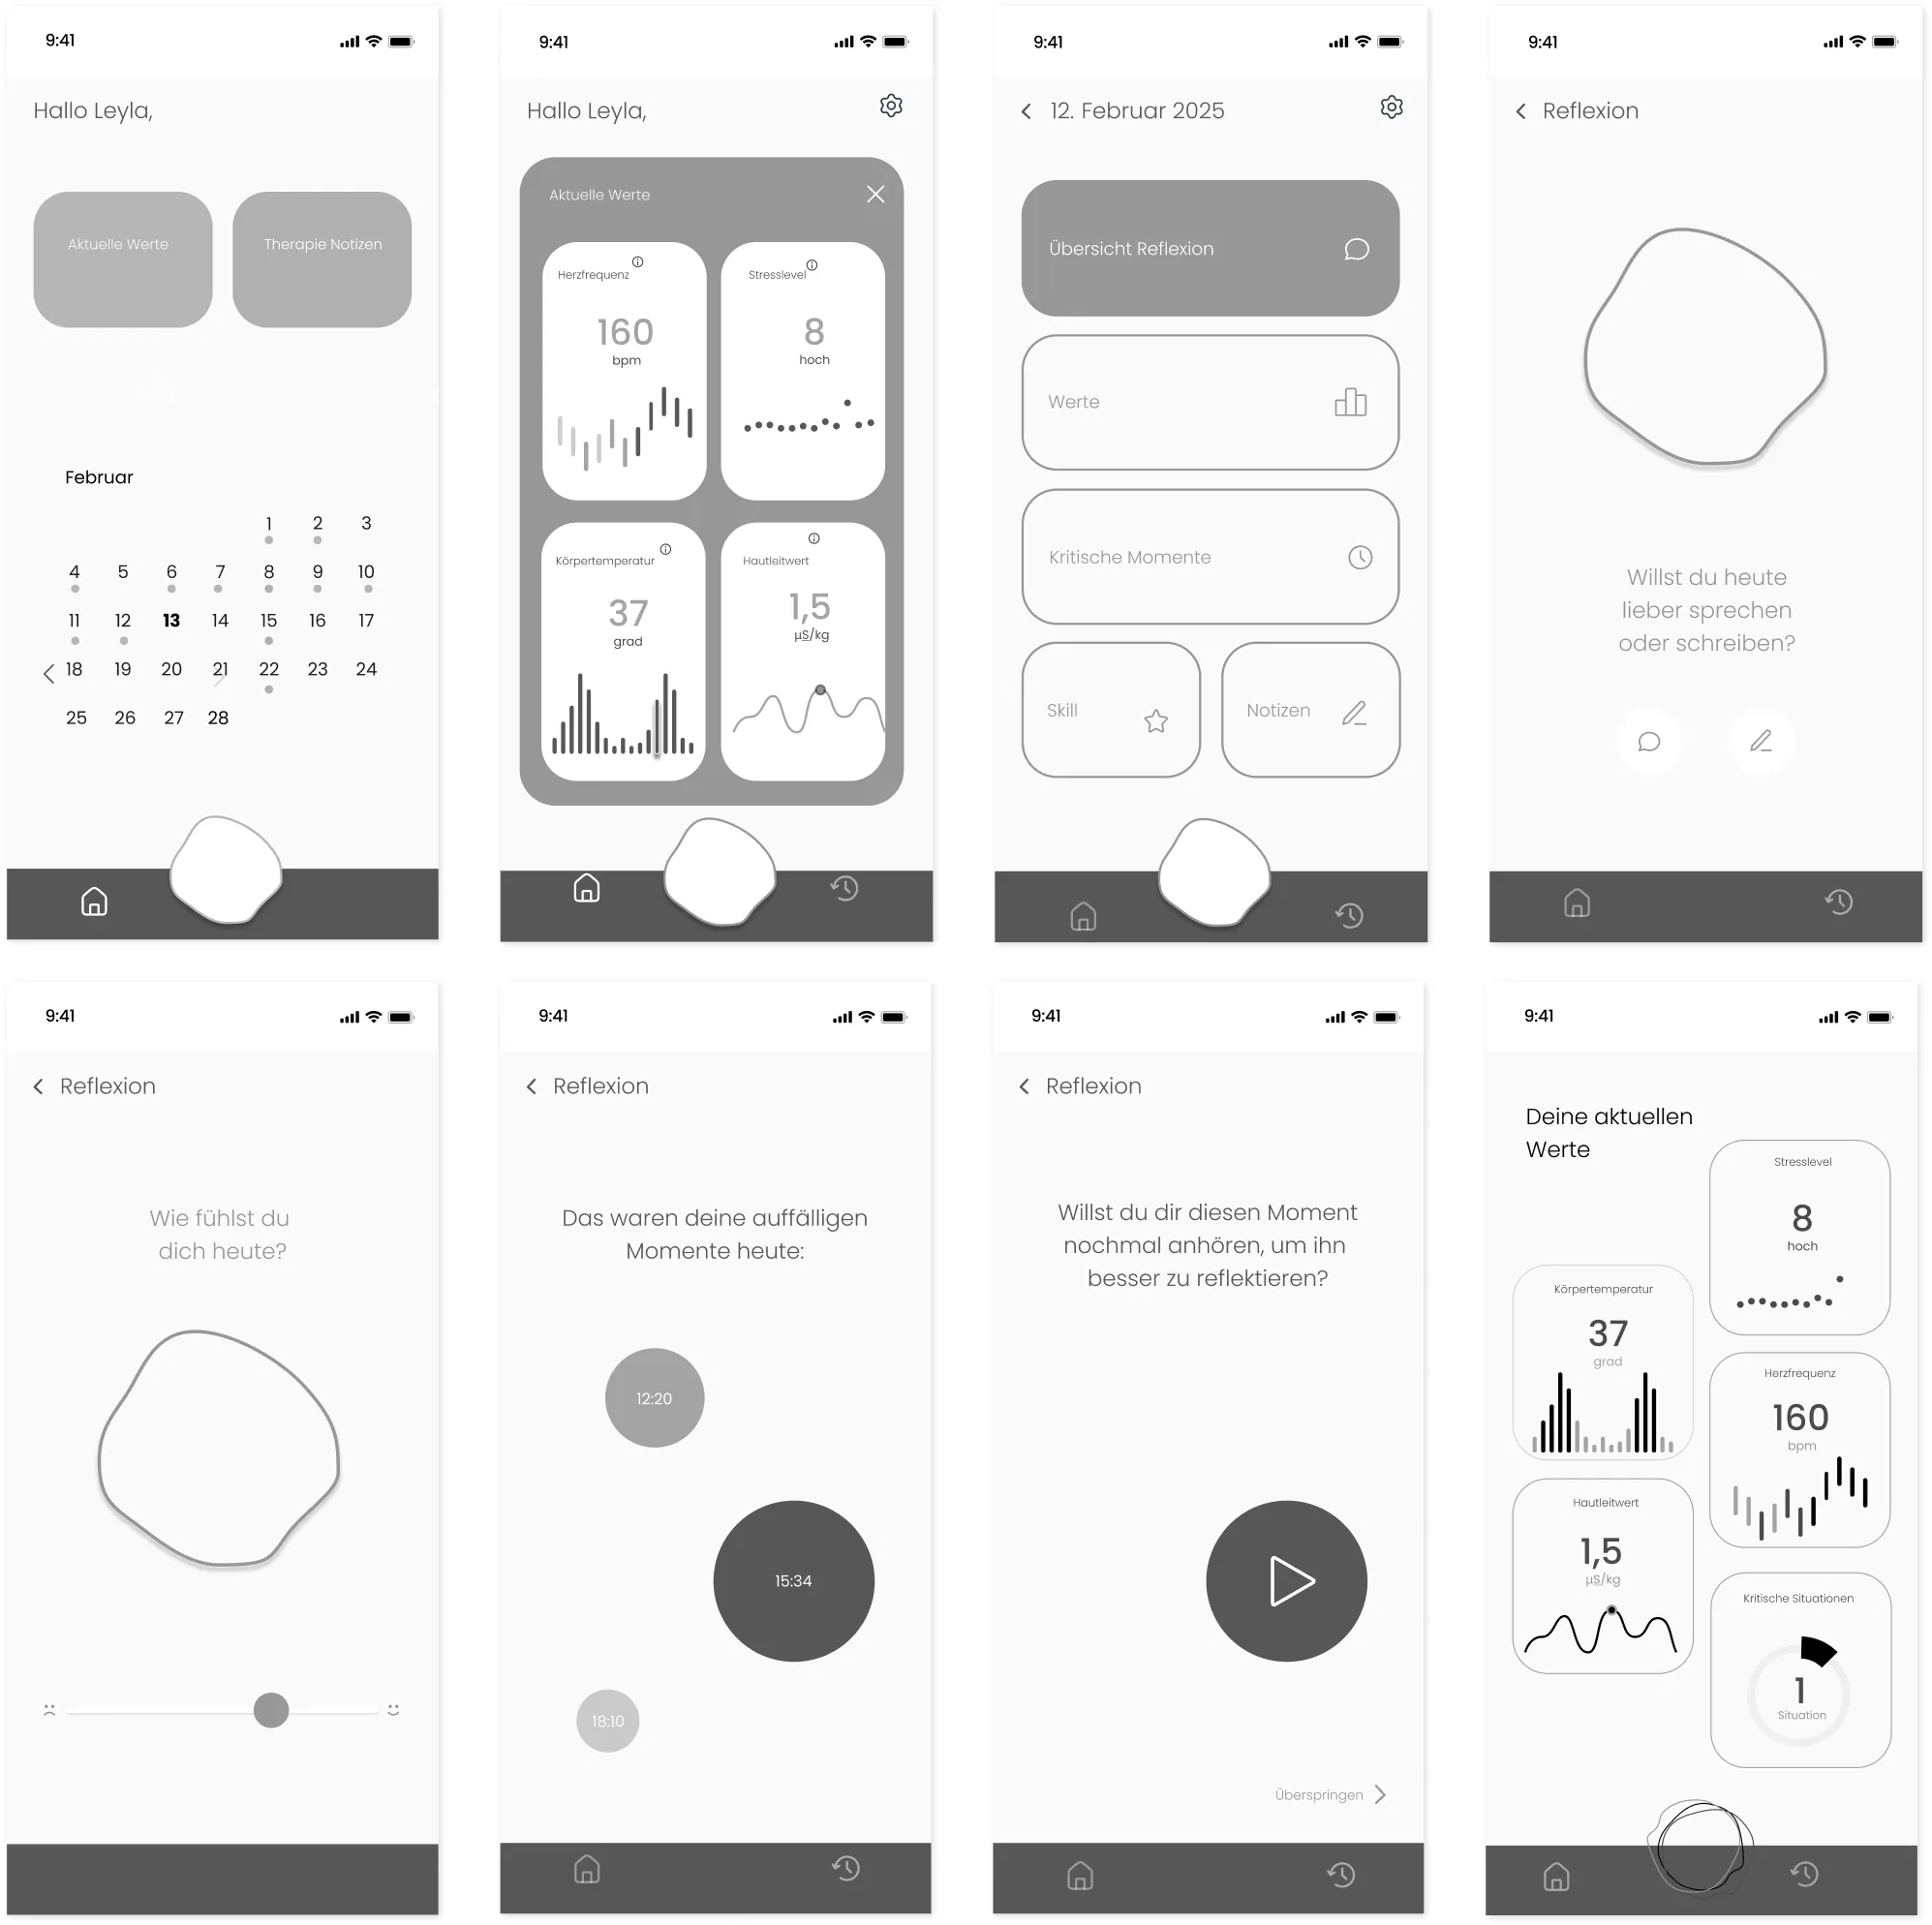 9:41
Hallo Leyla,
Aktuelle Werte
Therapie Notizen
Februar
1 2 3
4 5 6 7 8 9 10
11 12 13 14 15 16 17
18 19 20 21 22 23 24
25 26 27 28
9:41
Hallo Leyla,
Aktuelle Werte
Herzfrequenz
160
bpm
Stresslevel
8
hoch
Körpertemperatur
37
grad
Hautleitwert
1,5
µS/kg
9:41
12. Februar 2025
Übersicht Reflexion
Werte
Kritische Momente
Skill
Notizen
9:41
Reflexion
Willst du heute
lieber sprechen
oder schreiben?
9:41
Reflexion
Wie fühlst du
dich heute?
9:41
Reflexion
Das waren deine auffälligen
Momente heute:
12:20
15:34
18:10
9:41
Reflexion
Willst du dir diesen Moment
nochmal anhören, um ihn
besser zu reflektieren?
Überspringen
9:41
Deine aktuellen
Werte
Stresslevel
8
hoch
Körpertemperatur
37
grad
Herzfrequenz
160
bpm
Hautleitwert
1,5
µS/kg
Kritische Situationen
1
Situation